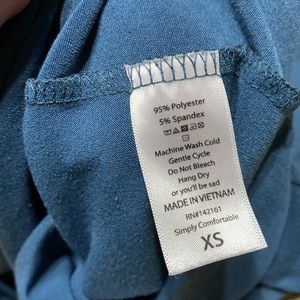 95% Polyester
5% Spandex
Machine Wash Cold
Gentle Cycle
Do Not Bleach
Hang Dry
or you'll be sad
MADE IN VIETNAM
RN#142161
Simply Comfortable
XS